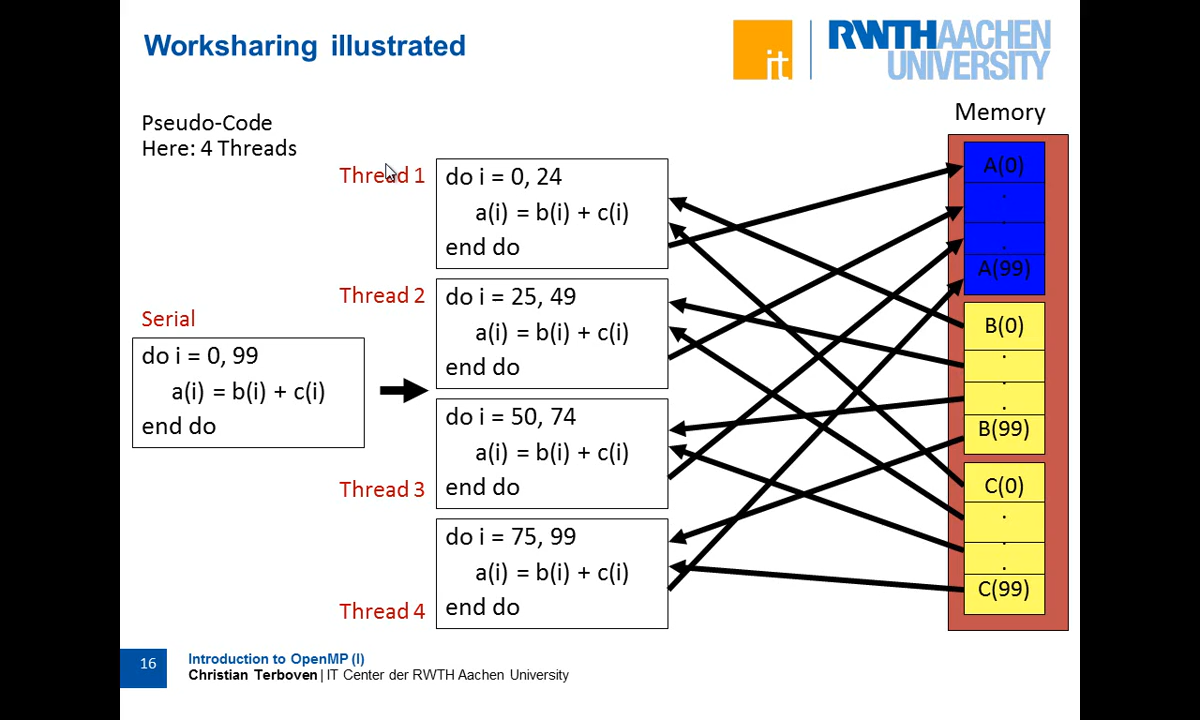 Worksharing illustrated
it
RWTHAACHEN
UNIVERSITY
Pseudo-Code
Here: 4 Threads
Serial
do i = 0, 99
a(i) = b(i) + c(i)
end do
Thread 1
do i = 0, 24
a(i) = b(i) + c(i)
end do
Thread 2
do i = 25, 49
a(i) = b(i) + c(i)
end do
Thread 3
do i = 50, 74
a(i) = b(i) + c(i)
end do
Thread 4
do i = 75, 99
a(i) = b(i) + c(i)
end do
Memory
A(0)
.
.
A(99)
B(0)
.
.
B(99)
C(0)
.
.
C(99)
16
Introduction to OpenMP (I)
Christian Terboven | IT Center der RWTH Aachen University